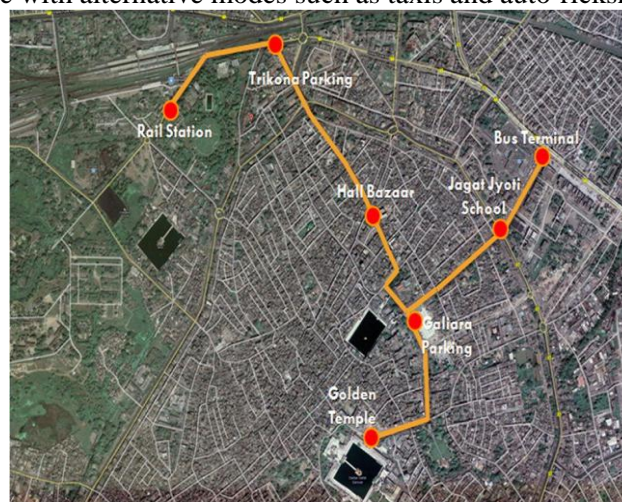 e with alternative modes such as taxis and auto-ricksh
Trikona Parking
Rail Station
Bus Terminal
Hall Bazaar
Jagat Jyoti
School
Galiara
Parking
Golden
Temple